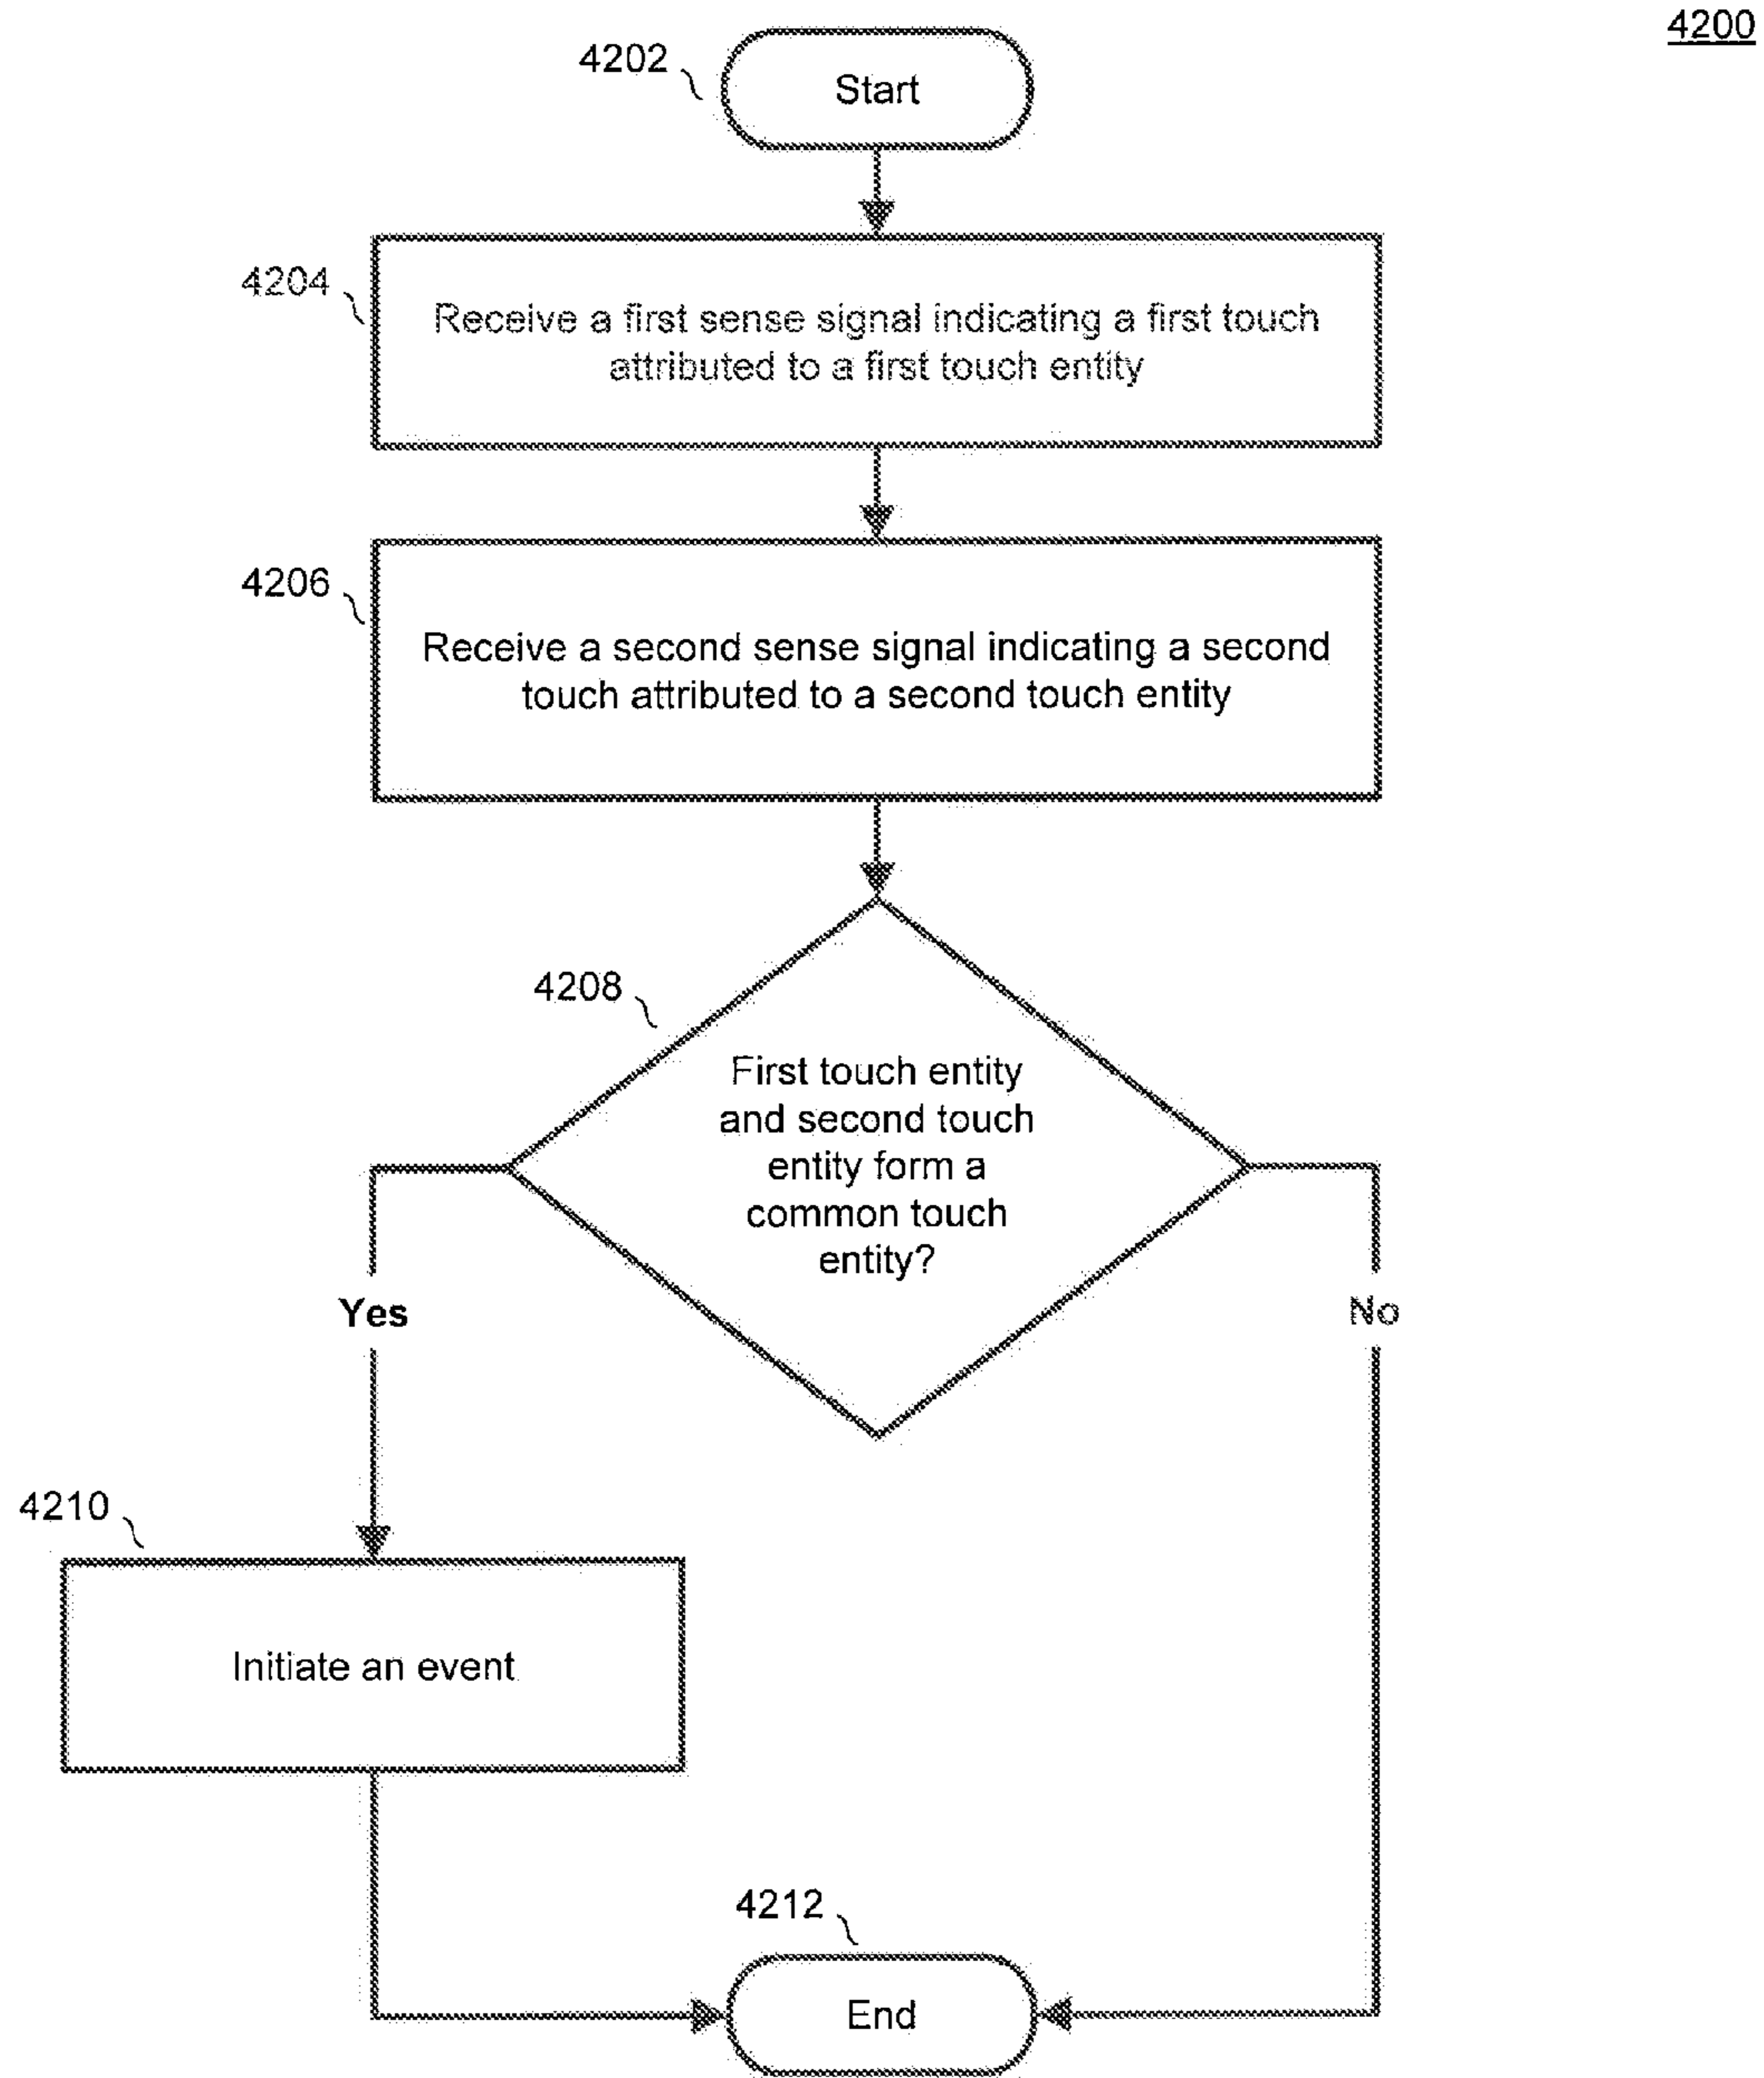 4200
4202
Start
4204
Receive a first sense signal indicating a first touch
attributed to a first touch entity
4206
Receive a second sense signal indicating a second
touch attributed to a second touch entity
4208
First touch entity
and second touch
entity form a
common touch
entity?
Yes
No
4210
Initiate an event
4212
End